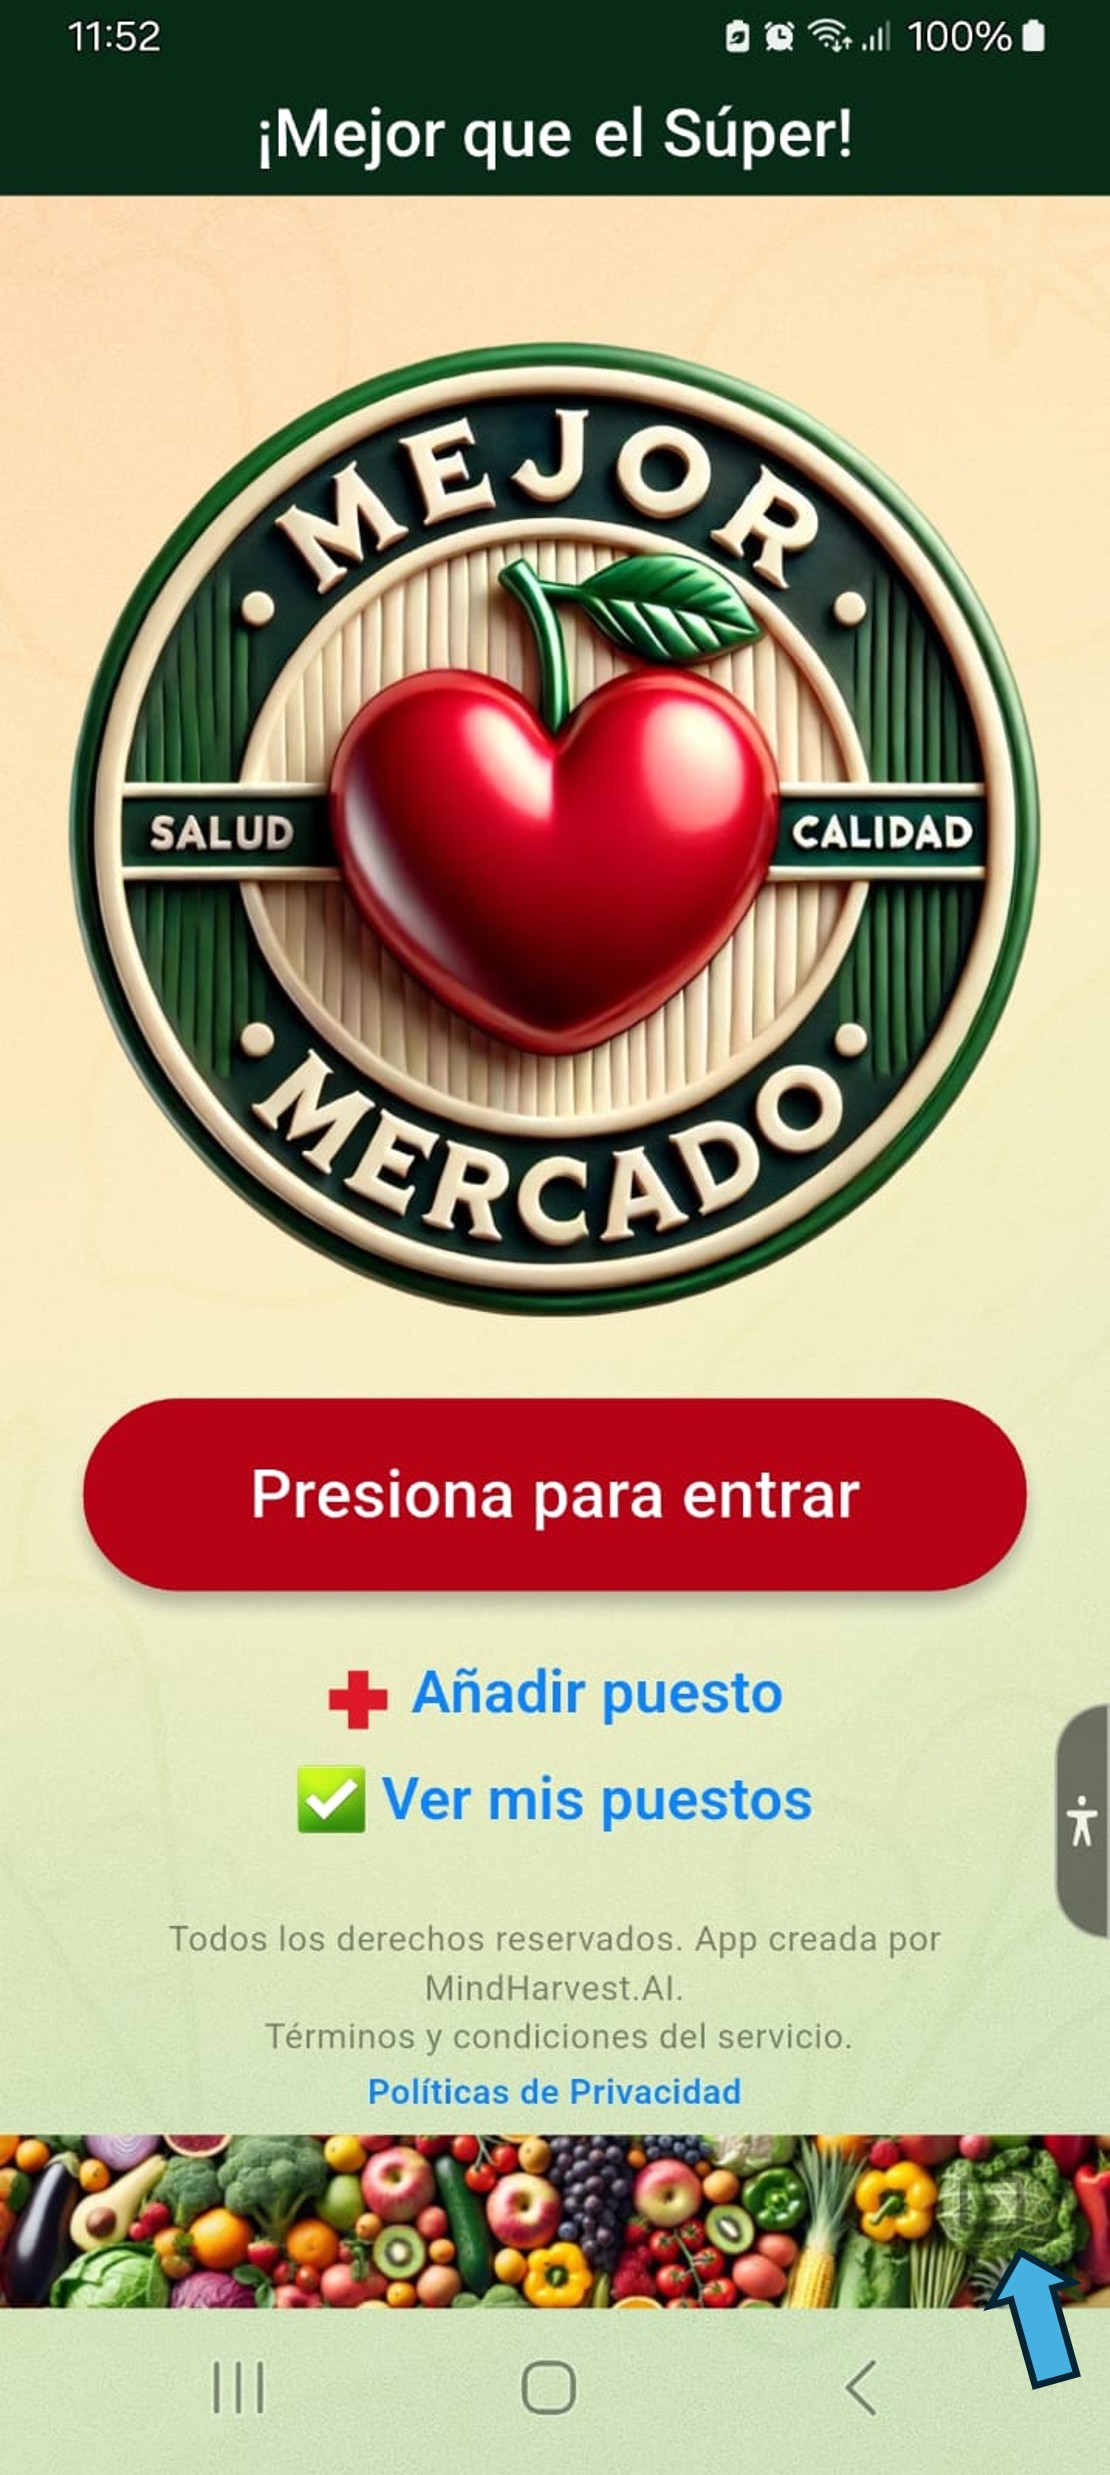 11:52
100%
¡Mejor que el Súper!
MEJOR
SALUD
CALIDAD
MERCADO
Presiona para entrar
Añadir puesto
Ver mis puestos
Todos los derechos reservados. App creada por
MindHarvest.AI.
Términos y condiciones del servicio.
Políticas de Privacidad